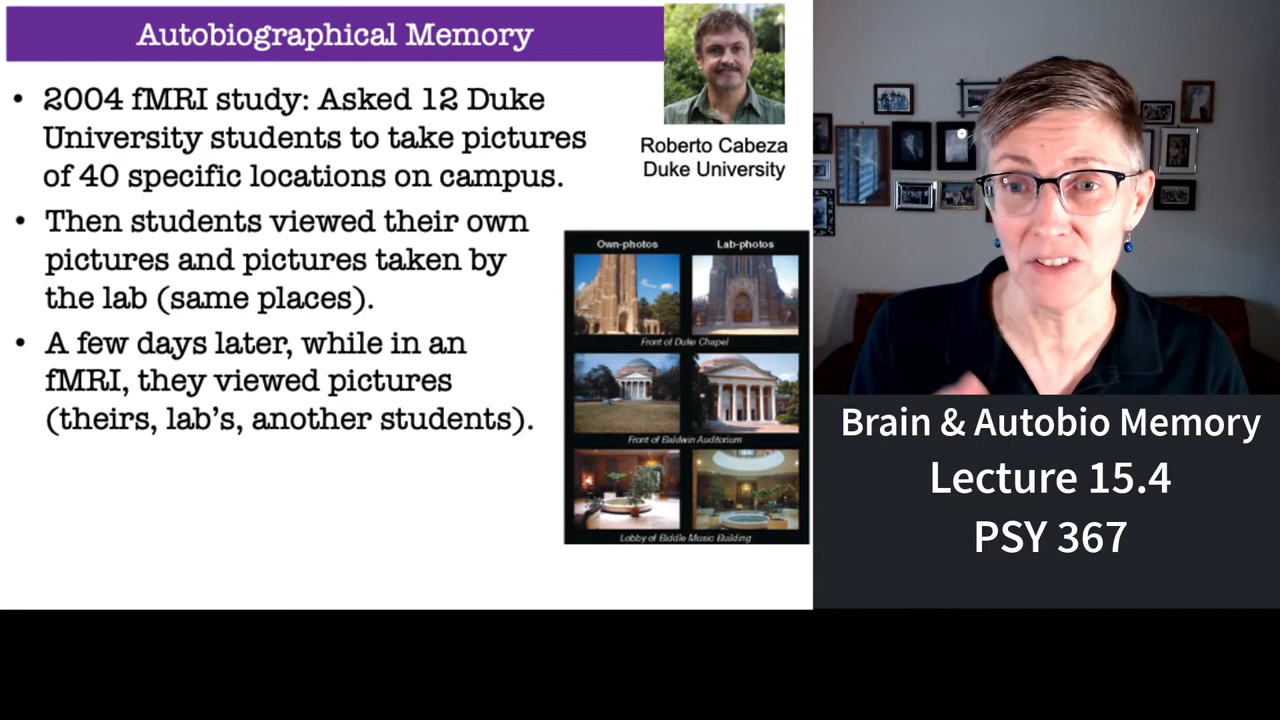 Autobiographical Memory
• 2004 fMRI study: Asked 12 Duke
University students to take pictures
of 40 specific locations on campus.
• Then students viewed their own
pictures and pictures taken by
the lab (same places).
• A few days later, while in an
fMRI, they viewed pictures
(theirs, lab's, another students).
Roberto Cabeza
Duke University
Own-photos Lab-photos
Front of Duke Chapel
Front of Baldwin Auditorium
Lobby of Biddle Music Building
Brain & Autobio Memory
Lecture 15.4
PSY 367